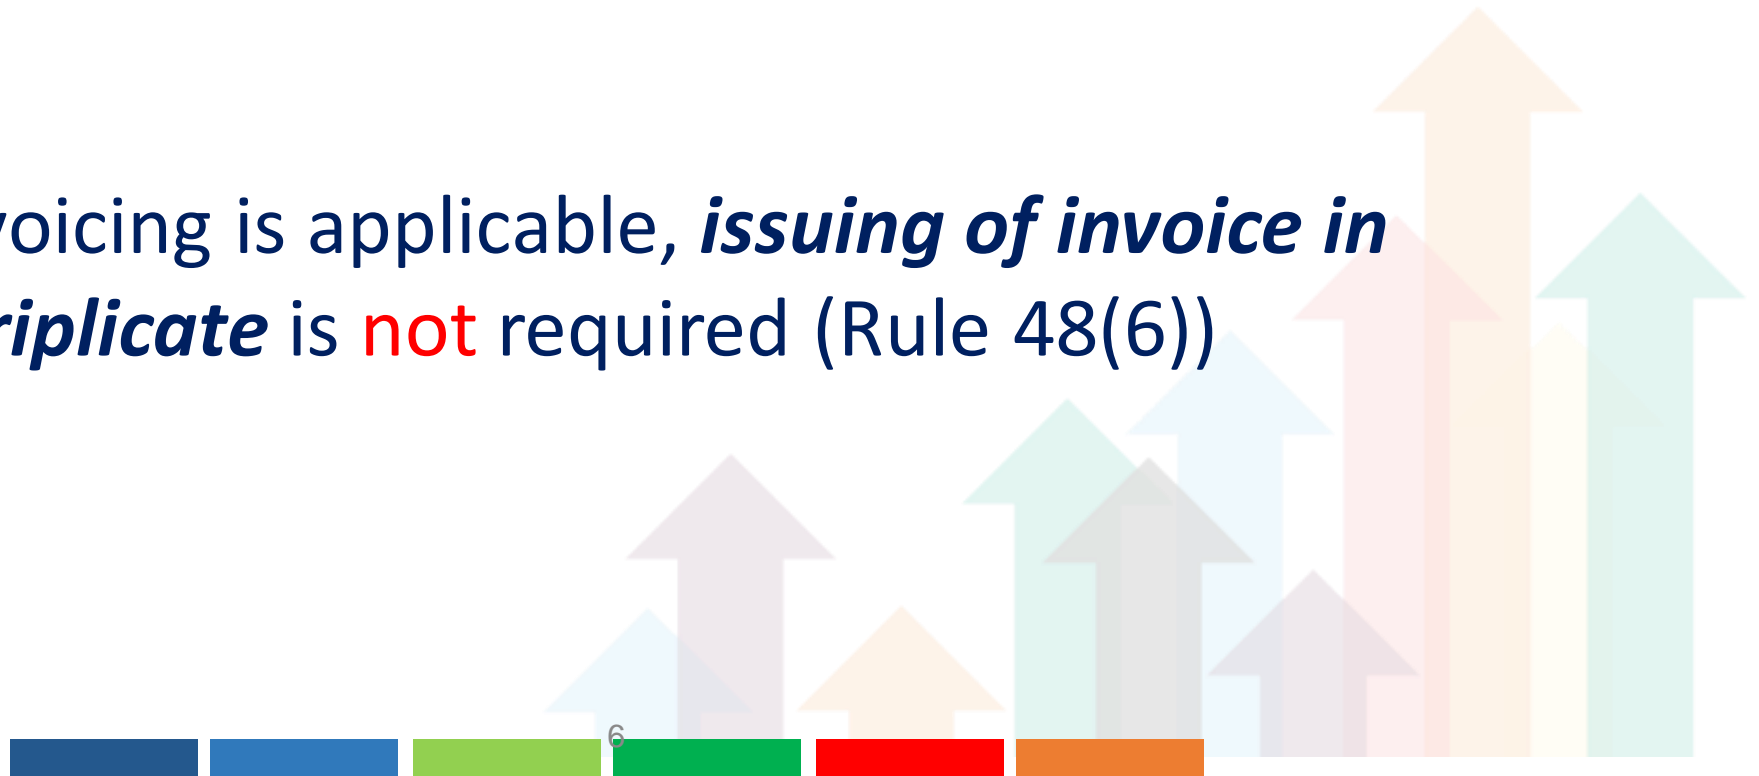 voicing is applicable, issuing of invoice in
riplicate is not required (Rule 48(6))
6